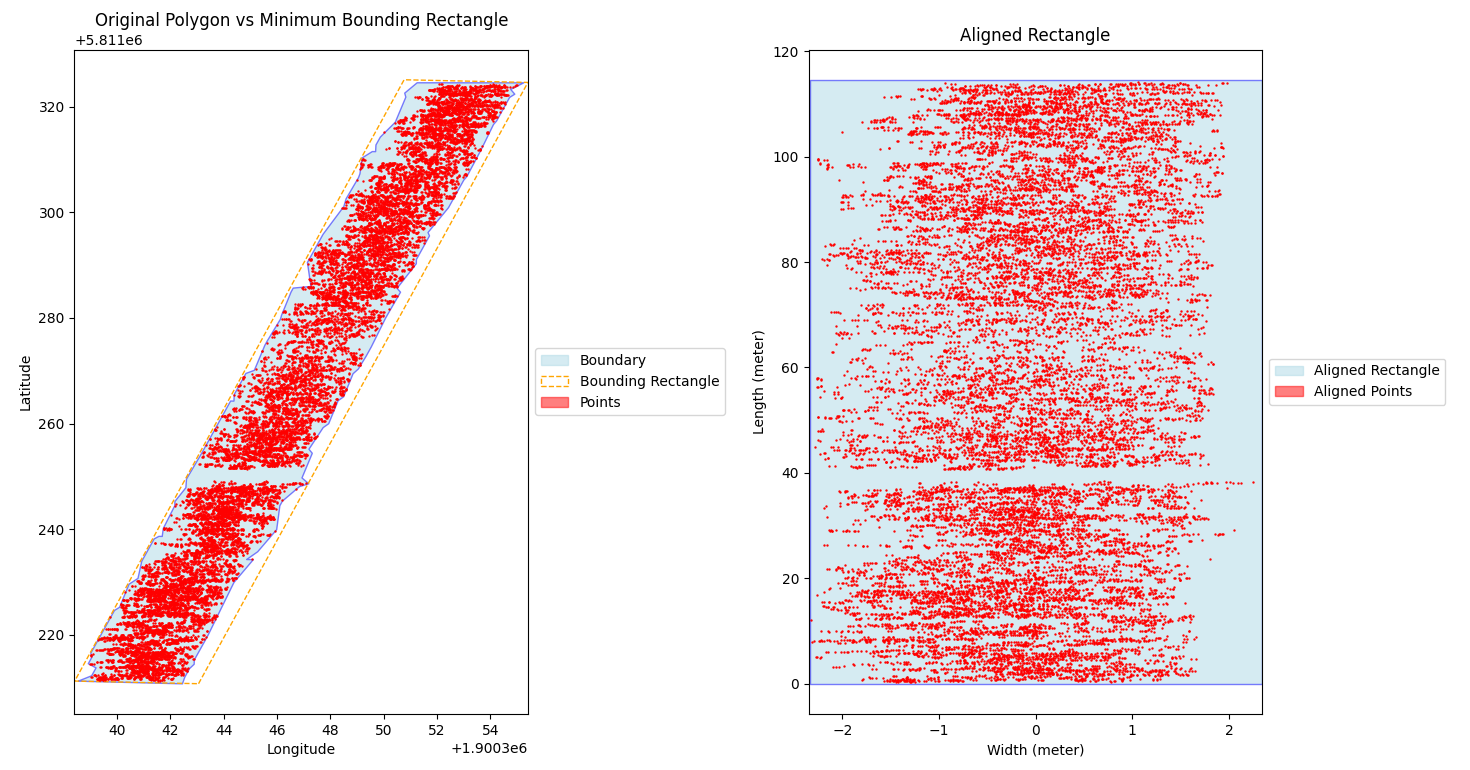 Original Polygon vs Minimum Bounding Rectangle
+5.811e6
320
300
280
260
240
220
Latitude
40 42 44 46 48 50 52 54
Longitude
+1.9003e6
Boundary
Bounding Rectangle
Points
Aligned Rectangle
120
100
80
60
40
20
0
Length (meter)
−2 −1 0 1 2
Width (meter)
Aligned Rectangle
Aligned Points